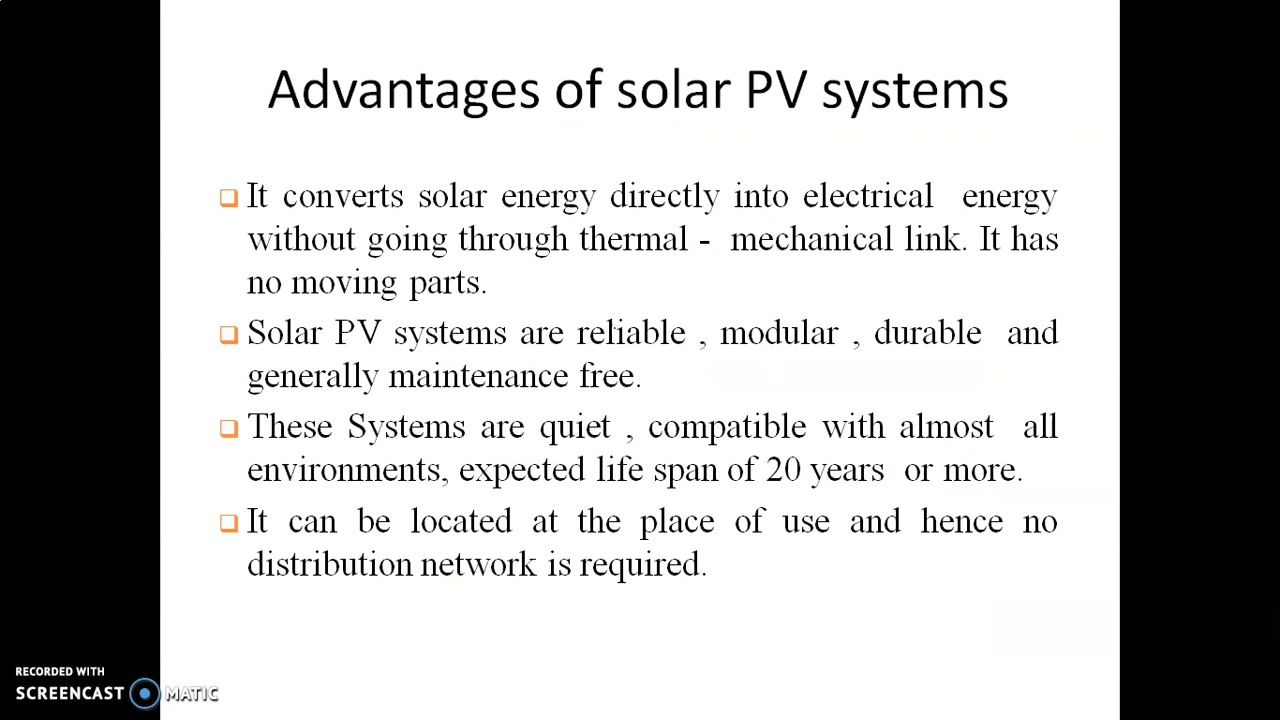 Advantages of solar PV systems
It converts solar energy directly into electrical energy
without going through thermal - mechanical link. It has
no moving parts.
Solar PV systems are reliable , modular , durable and
generally maintenance free.
These Systems are quiet , compatible with almost all
environments, expected life span of 20 years or more.
It can be located at the place of use and hence no
distribution network is required.
RECORDED WITH
SCREENCAST MATIC